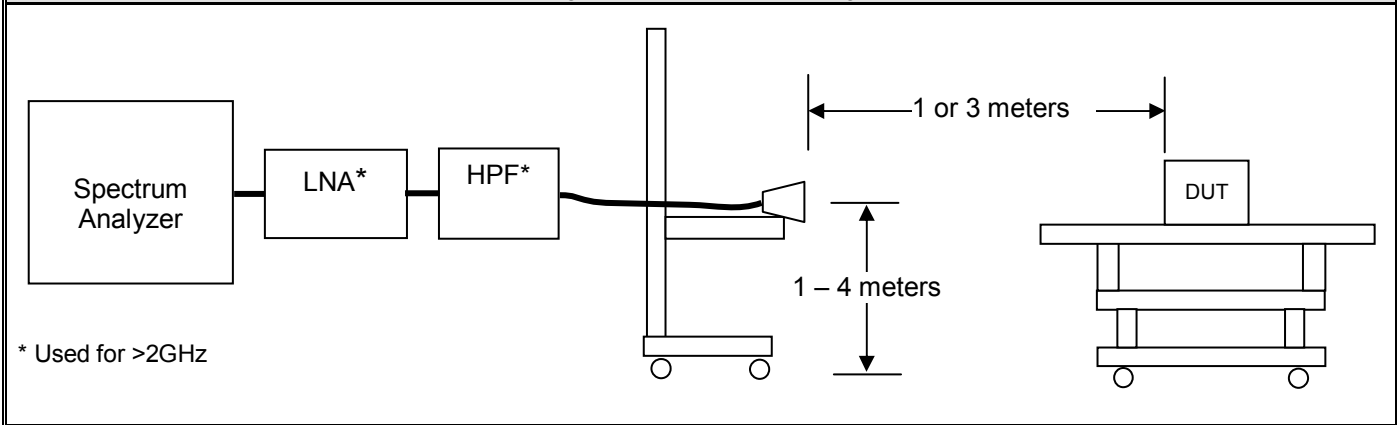 1 or 3 meters
LNA*
HPF*
Spectrum
Analyzer
DUT
1 – 4 meters
* Used for >2GHz